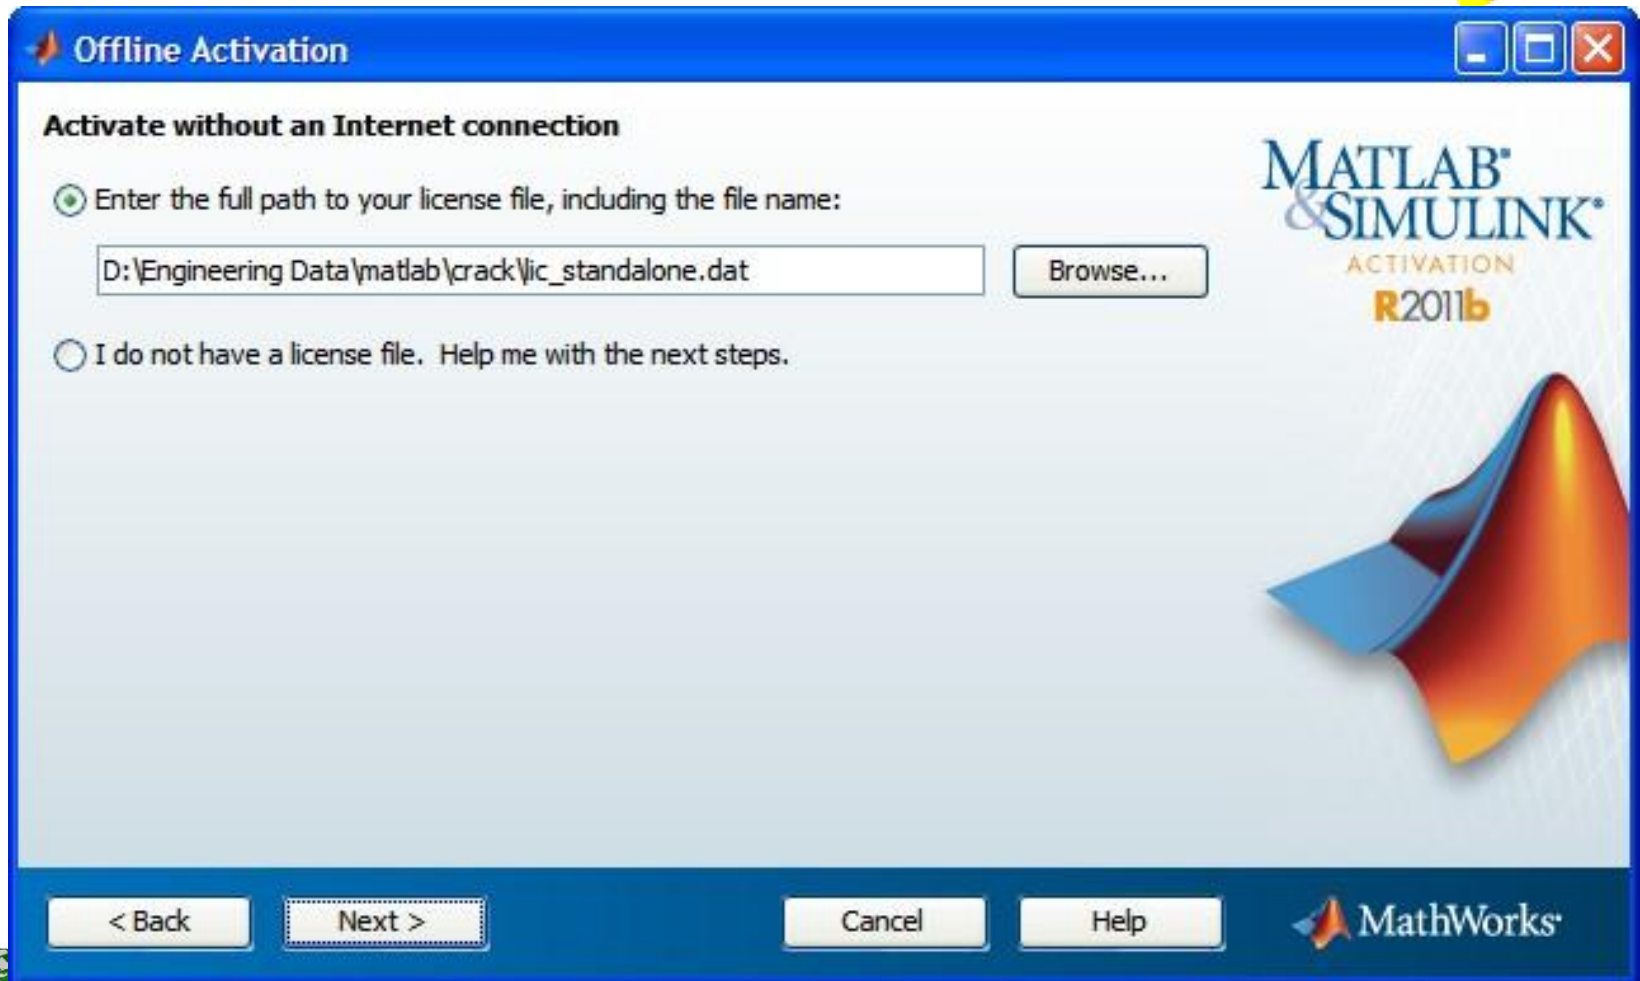 Offline Activation
Activate without an Internet connection
Enter the full path to your license file, including the file name:
D:\Engineering Data\matlab\crack\lic_standalone.dat
Browse...
I do not have a license file. Help me with the next steps.
MATLAB®
&SIMULINK®
ACTIVATION
R2011b
< Back
Next >
Cancel
Help
MathWorks®